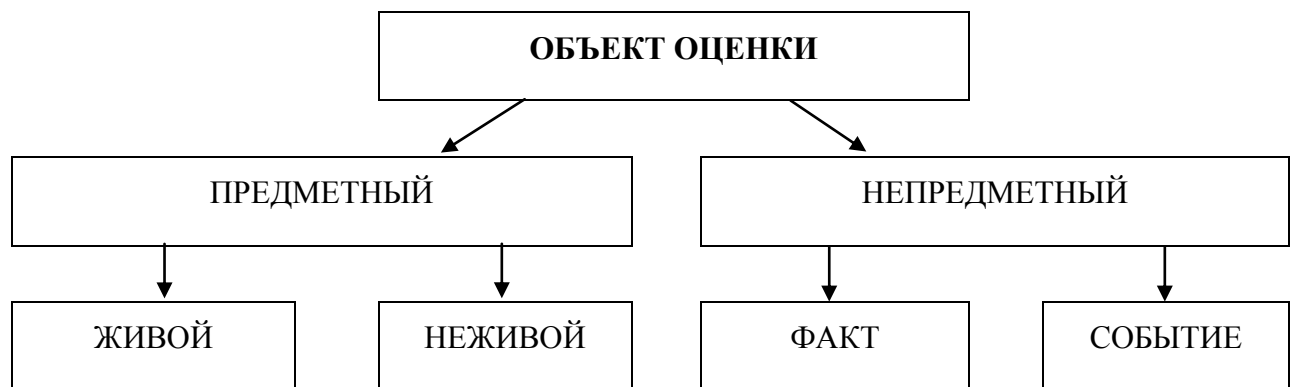 ОБЪЕКТ ОЦЕНКИ
ПРЕДМЕТНЫЙ
НЕПРЕДМЕТНЫЙ
ЖИВОЙ
НЕЖИВОЙ
ФАКТ
СОБЫТИЕ